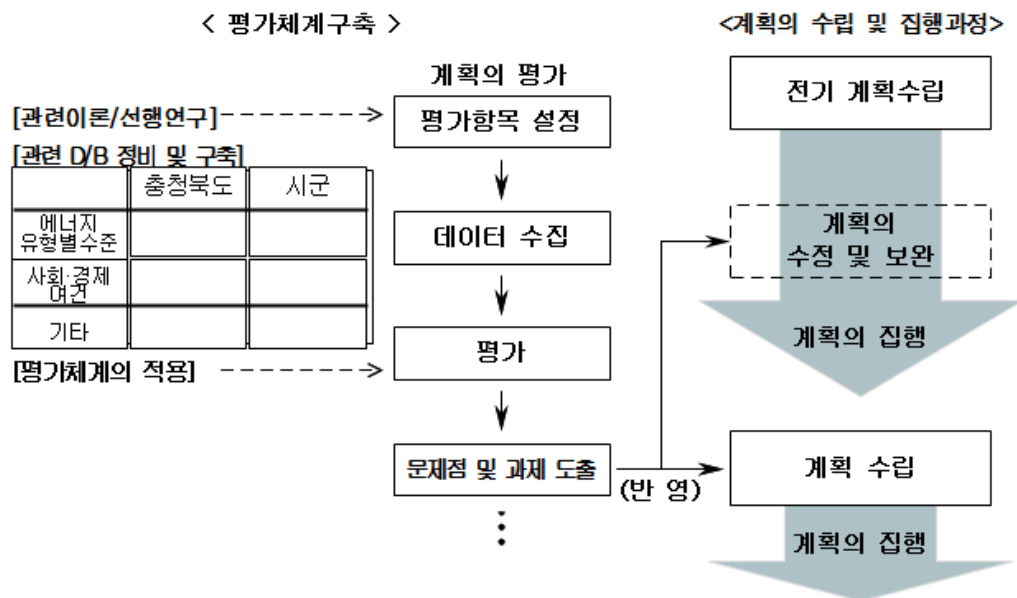 < 평가체계구축 >
<계획의 수립 및 집행과정>
계획의 평가
[관련이론/선행연구]
평가항목 설정
[관련 D/B 정비 및 구축]
충청북도
시군
에너지
유형별수준
사회·경제
여건
기타
데이터 수집
평가
[평가체계의 적용]
문제점 및 과제 도출
(반 영)
전기 계획수립
계획의
수정 및 보완
계획의 집행
계획 수립
계획의 집행